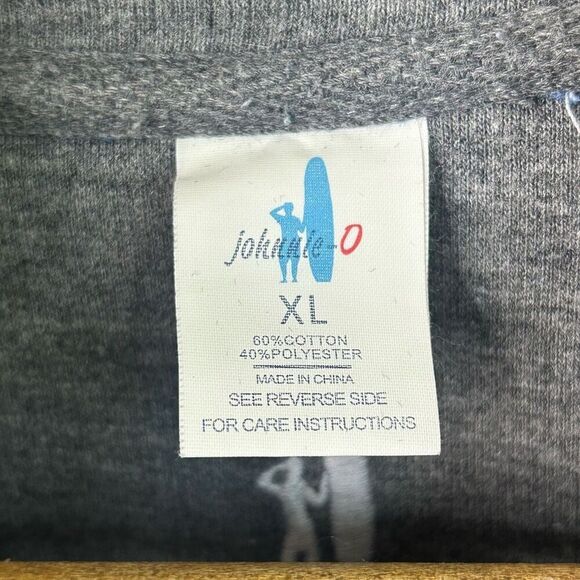 johnnie-O
XL
60%COTTON
40%POLYESTER
MADE IN CHINA
SEE REVERSE SIDE
FOR CARE INSTRUCTIONS